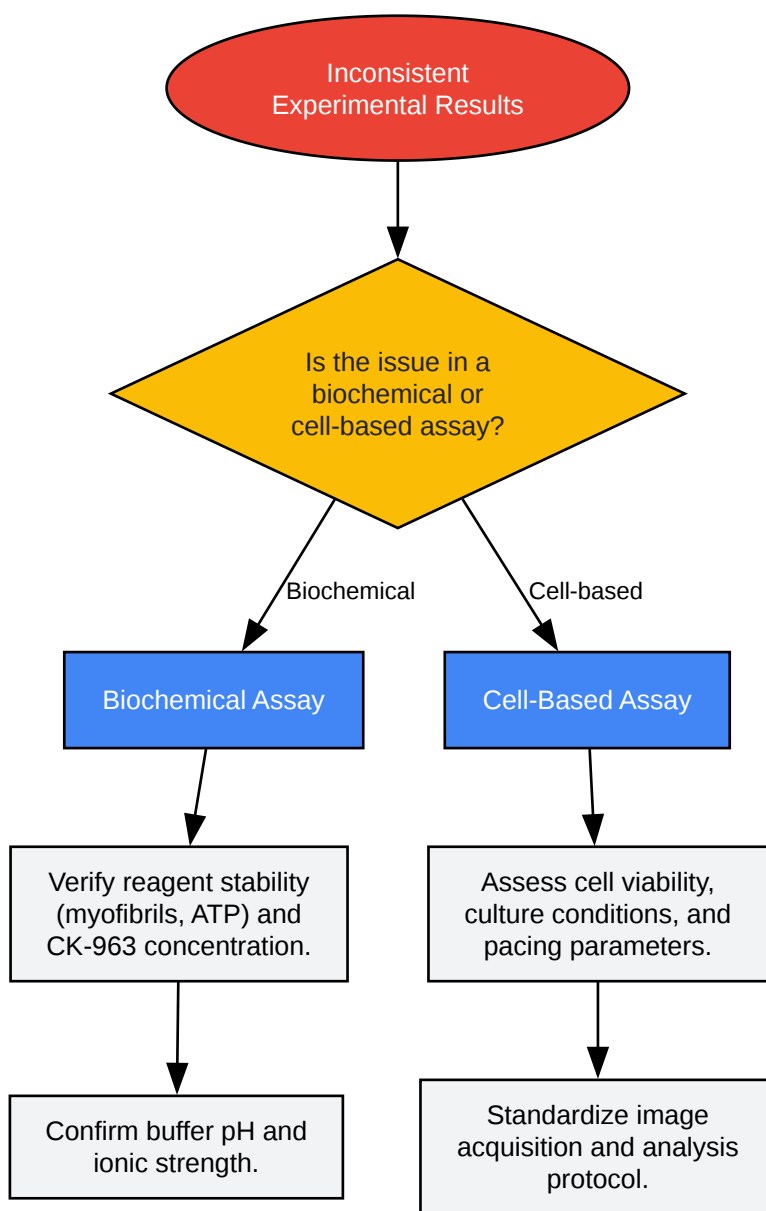 Inconsistent
Experimental Results
Is the issue in a
biochemical or
cell-based assay?
Biochemical
Cell-based
Biochemical Assay
Cell-Based Assay
Verify reagent stability
(myofibrils, ATP) and
CK-963 concentration.
Assess cell viability,
culture conditions, and
pacing parameters.
Confirm buffer pH and
ionic strength.
Standardize image
acquisition and analysis
protocol.